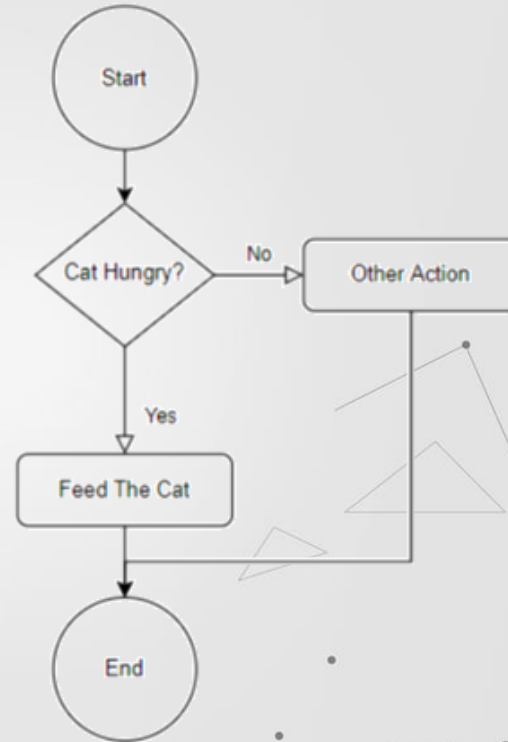 Start
Cat Hungry?
No
Other Action
Yes
Feed The Cat
End